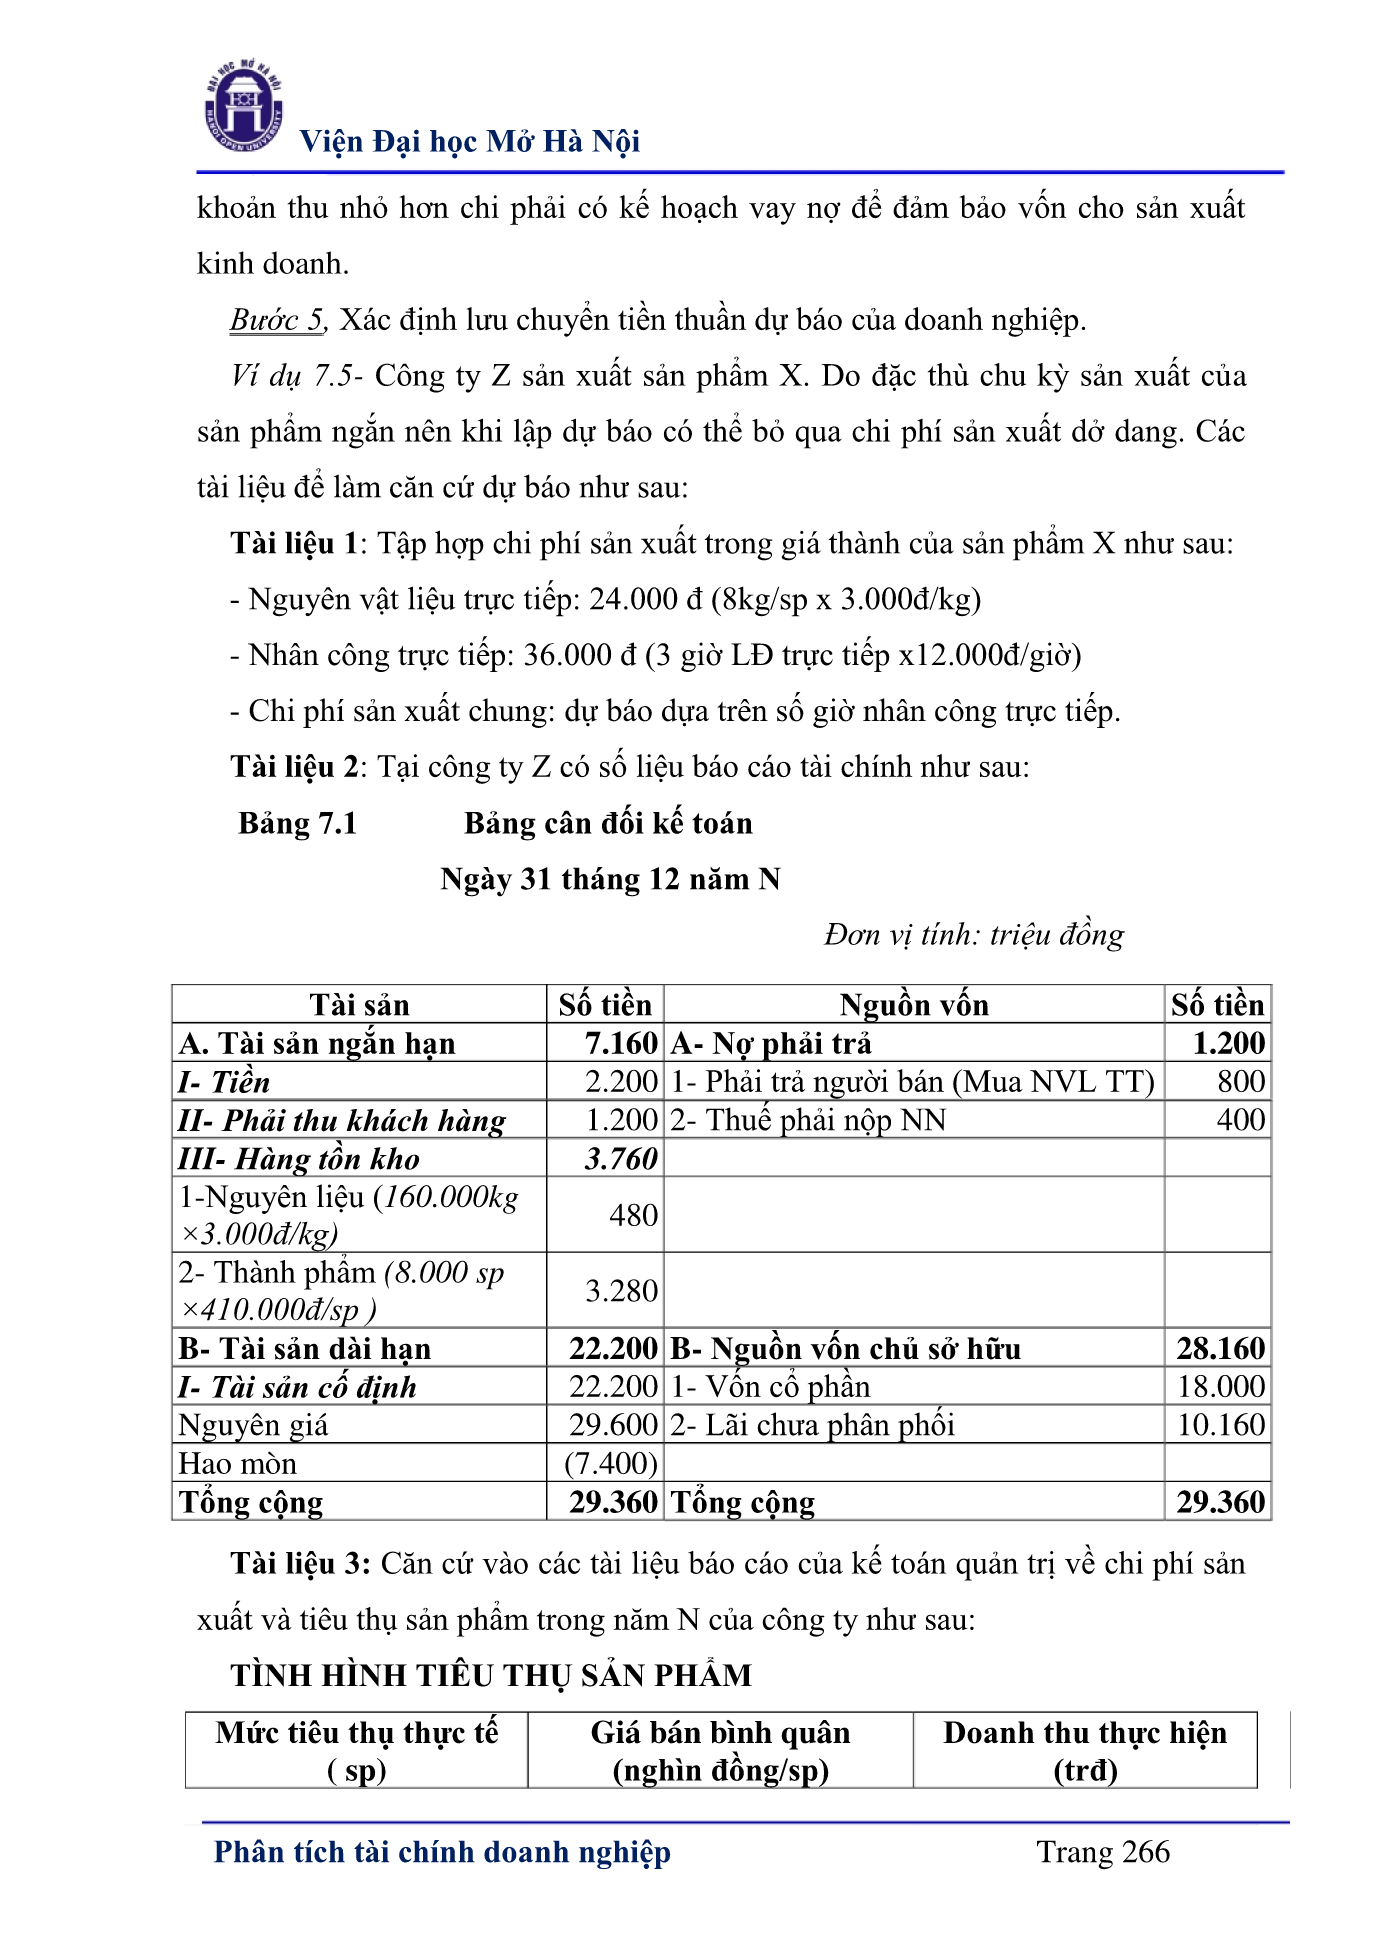 ĐẠI HỌC MỞ HÀ NỘI
HANOI OPEN UNIVERSITY
Viện Đại học Mở Hà Nội
khoản thu nhỏ hơn chi phải có kế hoạch vay nợ để đảm bảo vốn cho sản xuất
kinh doanh.
Bước 5, Xác định lưu chuyển tiền thuần dự báo của doanh nghiệp.
Ví dụ 7.5- Công ty Z sản xuất sản phẩm X. Do đặc thù chu kỳ sản xuất của
sản phẩm ngắn nên khi lập dự báo có thể bỏ qua chi phí sản xuất dở dang. Các
tài liệu để làm căn cứ dự báo như sau:
Tài liệu 1: Tập hợp chi phí sản xuất trong giá thành của sản phẩm X như sau:
- Nguyên vật liệu trực tiếp: 24.000 đ (8kg/sp x 3.000đ/kg)
- Nhân công trực tiếp: 36.000 đ (3 giờ LĐ trực tiếp x12.000đ/giờ)
- Chi phí sản xuất chung: dự báo dựa trên số giờ nhân công trực tiếp.
Tài liệu 2: Tại công ty Z có số liệu báo cáo tài chính như sau:
Bảng 7.1 Bảng cân đối kế toán
Ngày 31 tháng 12 năm N
Đơn vị tính: triệu đồng
Tài sản Số tiền Nguồn vốn Số tiền
A. Tài sản ngắn hạn 7.160 A- Nợ phải trả 1.200
I- Tiền 2.200 1- Phải trả người bán (Mua NVL TT) 800
II- Phải thu khách hàng 1.200 2- Thuế phải nộp NN 400
III- Hàng tồn kho 3.760
1-Nguyên liệu (160.000kg
×3.000đ/kg) 480
2- Thành phẩm (8.000 sp
×410.000đ/sp ) 3.280
B- Tài sản dài hạn 22.200 B- Nguồn vốn chủ sở hữu 28.160
I- Tài sản cố định 22.200 1- Vốn cổ phần 18.000
Nguyên giá 29.600 2- Lãi chưa phân phối 10.160
Hao mòn (7.400)
Tổng cộng 29.360 Tổng cộng 29.360
Tài liệu 3: Căn cứ vào các tài liệu báo cáo của kế toán quản trị về chi phí sản
xuất và tiêu thụ sản phẩm trong năm N của công ty như sau:
TÌNH HÌNH TIÊU THỤ SẢN PHẨM
Mức tiêu thụ thực tế Giá bán bình quân Doanh thu thực hiện
( sp) (nghìn đồng/sp) (trđ)
Phân tích tài chính doanh nghiệp Trang 266